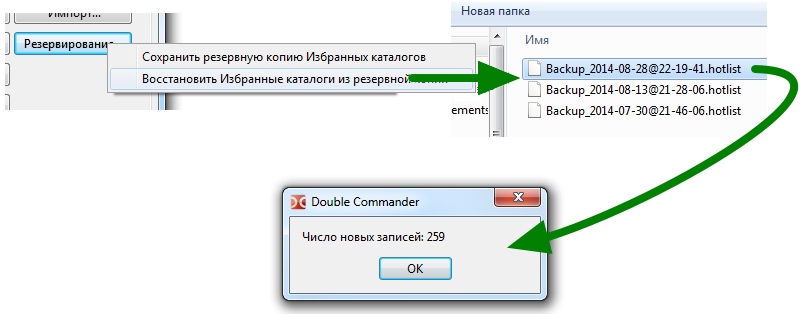 Импорт...
Резервирование...
Сохранить резервную копию Избранных каталогов
Восстановить Избранные каталоги из резервной
Новая папка
Имя
Backup_2014-08-28@22-19-41.hotlist
Backup_2014-08-13@21-28-06.hotlist
ements
Backup_2014-07-30@21-46-06.hotlist
Double Commander
Число новых записей: 259
OK